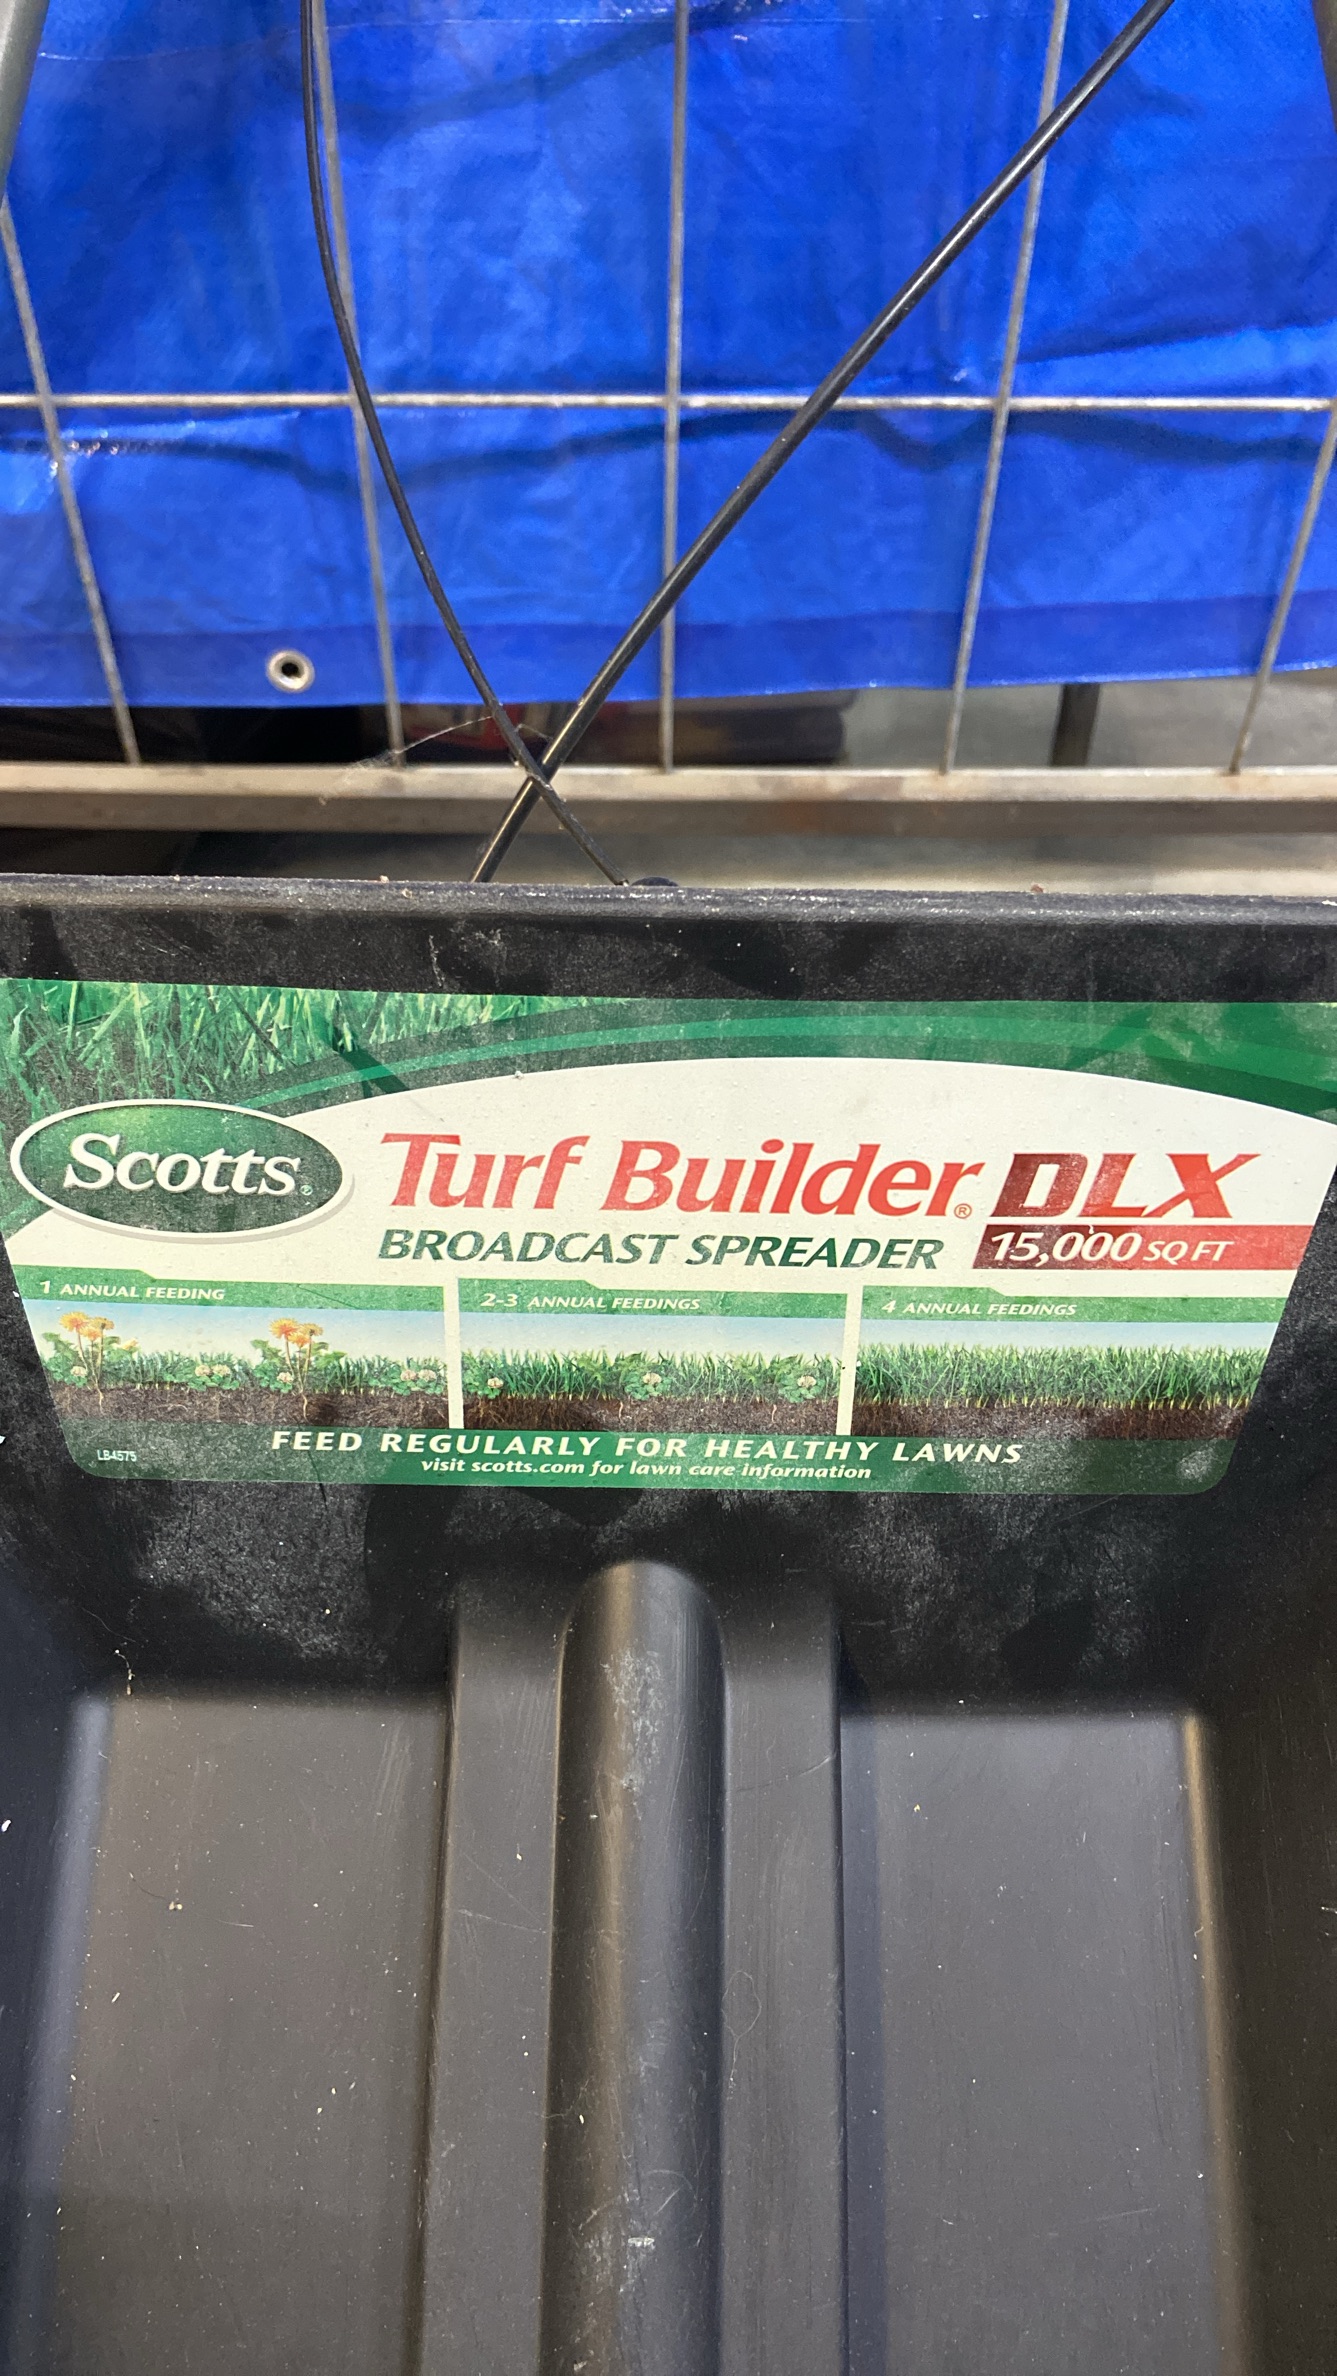 Scotts®
Turf Builder® DLX
BROADCAST SPREADER
15,000 SQ FT
1 ANNUAL FEEDING
2-3 ANNUAL FEEDINGS
4 ANNUAL FEEDINGS
FEED REGULARLY FOR HEALTHY LAWNS
visit scotts.com for lawn care information
LB4575